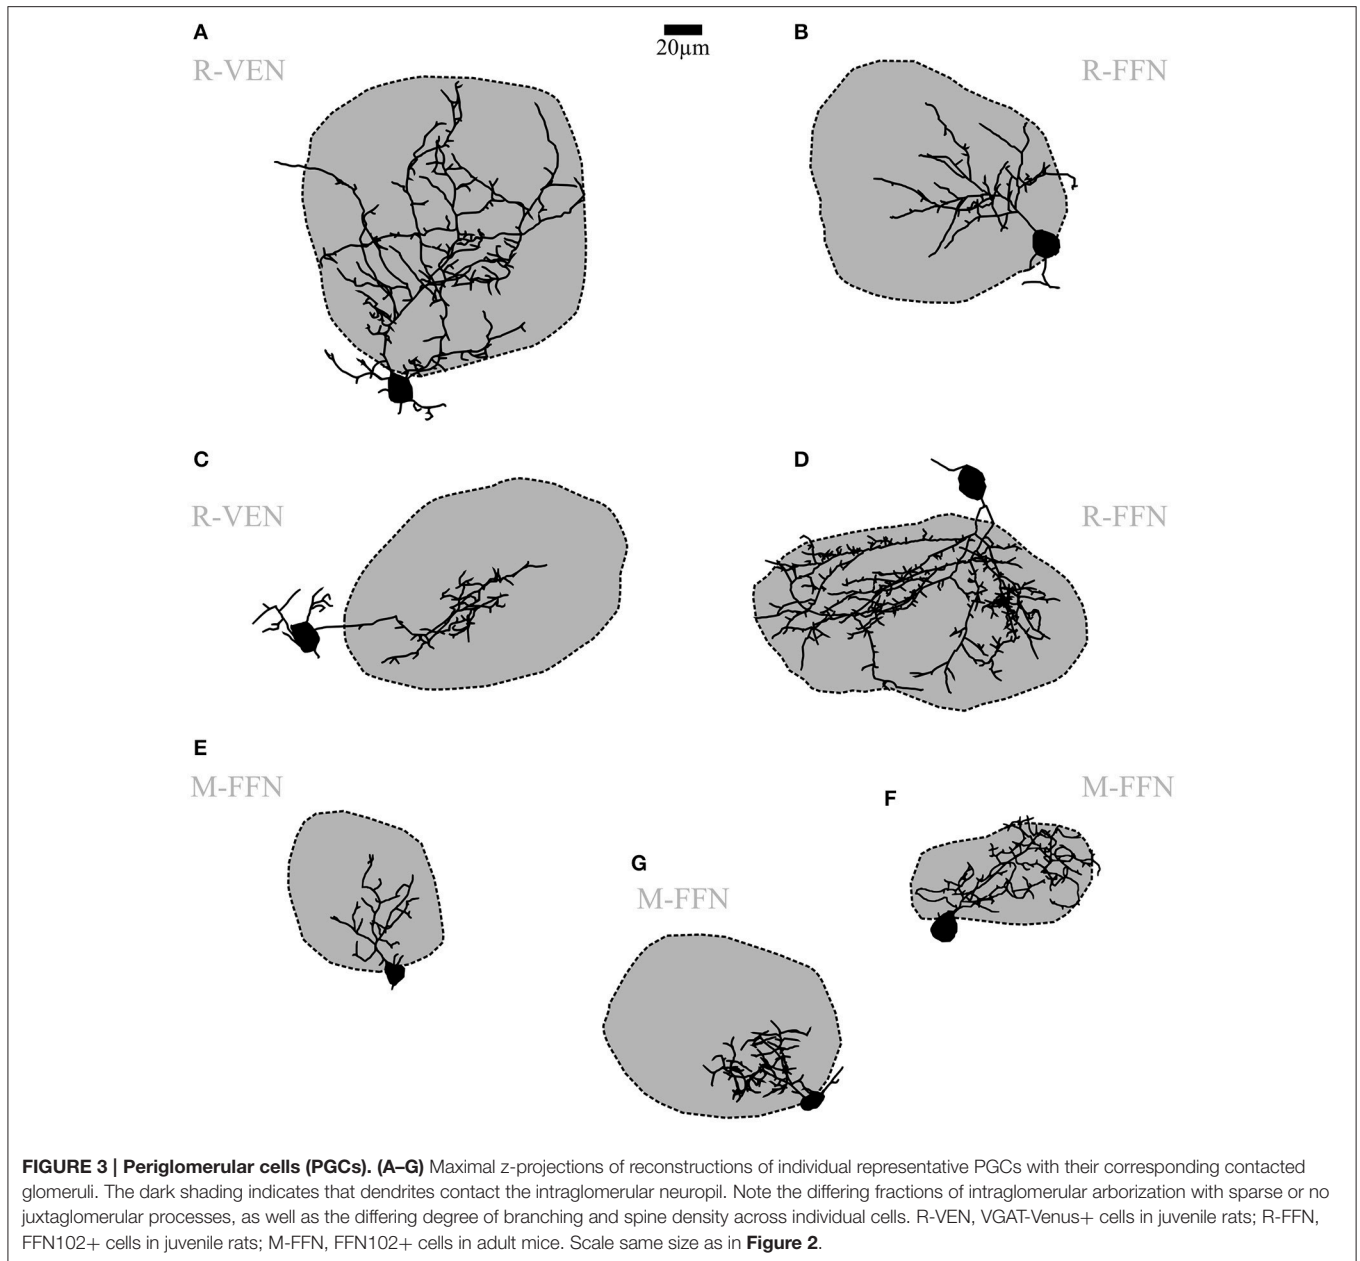 A
20µm
B
R-VEN
R-FFN
C
D
R-VEN
R-FFN
E
M-FFN
F
M-FFN
G
M-FFN
FIGURE 3 | Periglomerular cells (PGCs). (A–G) Maximal z-projections of reconstructions of individual representative PGCs with their corresponding contacted
glomeruli. The dark shading indicates that dendrites contact the intraglomerular neuropil. Note the differing fractions of intraglomerular arborization with sparse or no
juxtaglomerular processes, as well as the differing degree of branching and spine density across individual cells. R-VEN, VGAT-Venus+ cells in juvenile rats; R-FFN,
FFN102+ cells in juvenile rats; M-FFN, FFN102+ cells in adult mice. Scale same size as in Figure 2.